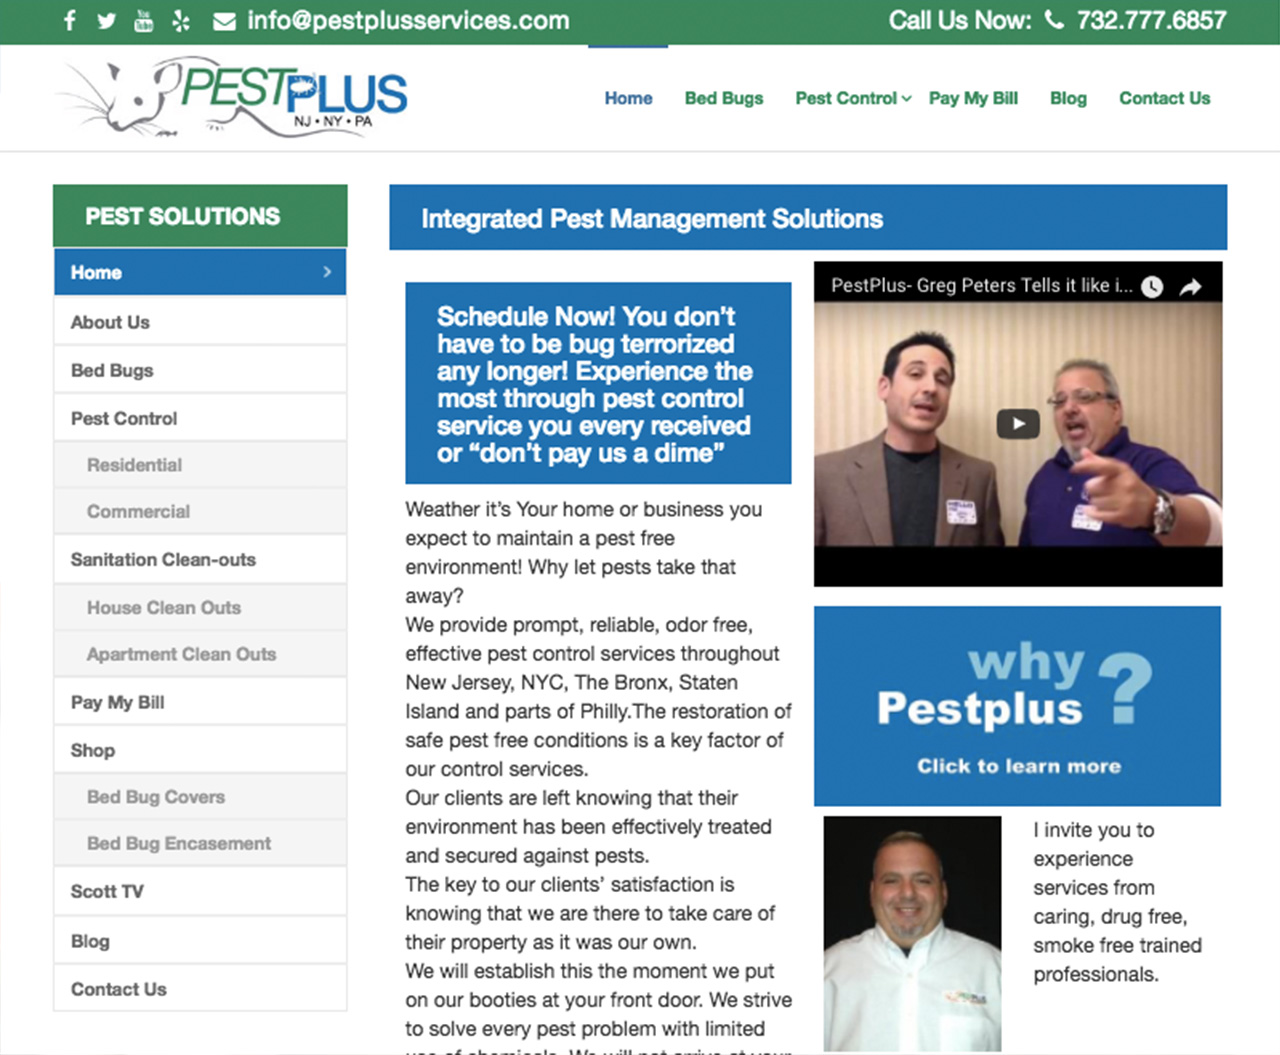 info@pestplusservices.com
Call Us Now: 732.777.6857
PESTPLUS
NJ • NY • PA
Home
Bed Bugs
Pest Control
Pay My Bill
Blog
Contact Us
PEST SOLUTIONS
Home
About Us
Bed Bugs
Pest Control
Residential
Commercial
Sanitation Clean-outs
House Clean Outs
Apartment Clean Outs
Pay My Bill
Shop
Bed Bug Covers
Bed Bug Encasement
Scott TV
Blog
Contact Us
Integrated Pest Management Solutions
Schedule Now! You don't
have to be bug terrorized
any longer! Experience the
most through pest control
service you every received
or “don't pay us a dime”
Weather it's Your home or business you
expect to maintain a pest free
environment! Why let pests take that
away?
We provide prompt, reliable, odor free,
effective pest control services throughout
New Jersey, NYC, The Bronx, Staten
Island and parts of Philly.The restoration of
safe pest free conditions is a key factor of
our control services.
Our clients are left knowing that their
environment has been effectively treated
and secured against pests.
The key to our clients' satisfaction is
knowing that we are there to take care of
their property as it was our own.
We will establish this the moment we put
on our booties at your front door. We strive
to solve every pest problem with limited
use of chemicals. We will not arrive at your
PestPlus- Greg Peters Tells it like i...
why
Pestplus ?
Click to learn more
PESTPLUS
I invite you to
experience
services from
caring, drug free,
smoke free trained
professionals.